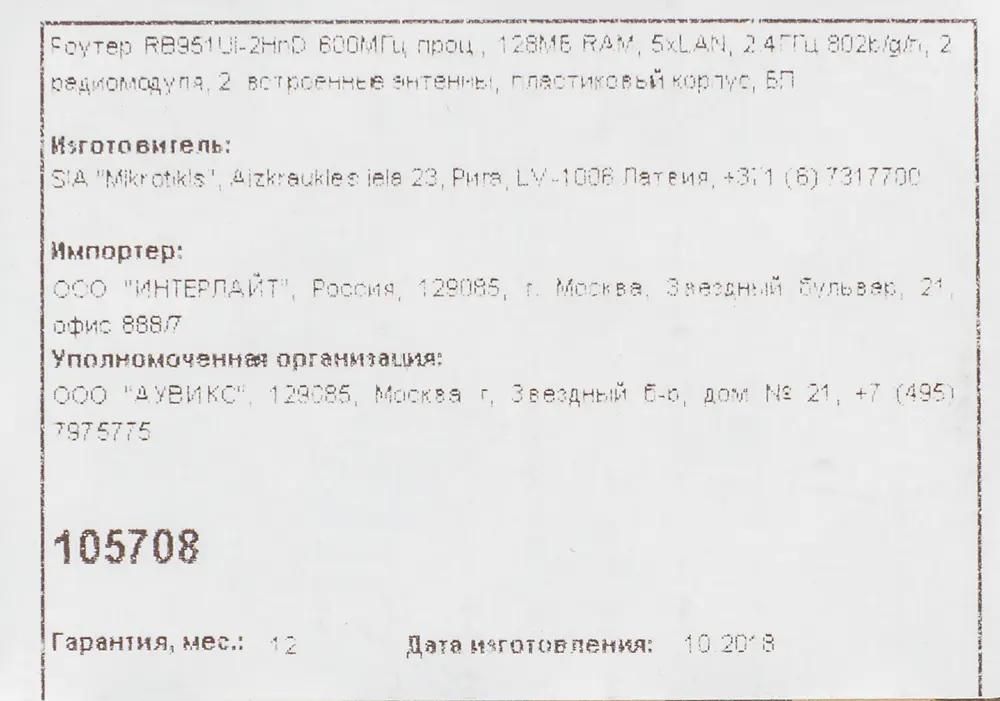 Роутер RB951Ui-2HnD 600МГц проц., 128МБ RAM, 5xLAN, 2.4ГГц 802b/g/n, 2
радиомодуля, 2 встроенные антенны, пластиковый корпус, БП
Изготовитель:
SIA "Mikrotikls", Aizkraukles iela 23, Рига, LV-1006 Латвия, +371 (6) 7317700
Импортер:
ООО "ИНТЕРЛАЙТ", Россия, 129085, г. Москва, Звездный бульвар, 21,
офис 888/7
Уполномоченная организация:
ООО "АУВИКС", 129085, Москва г, Звездный б-р, дом № 21, +7 (495)
7975775
105708
Гарантия, мес.: 12 Дата изготовления: 10.2018